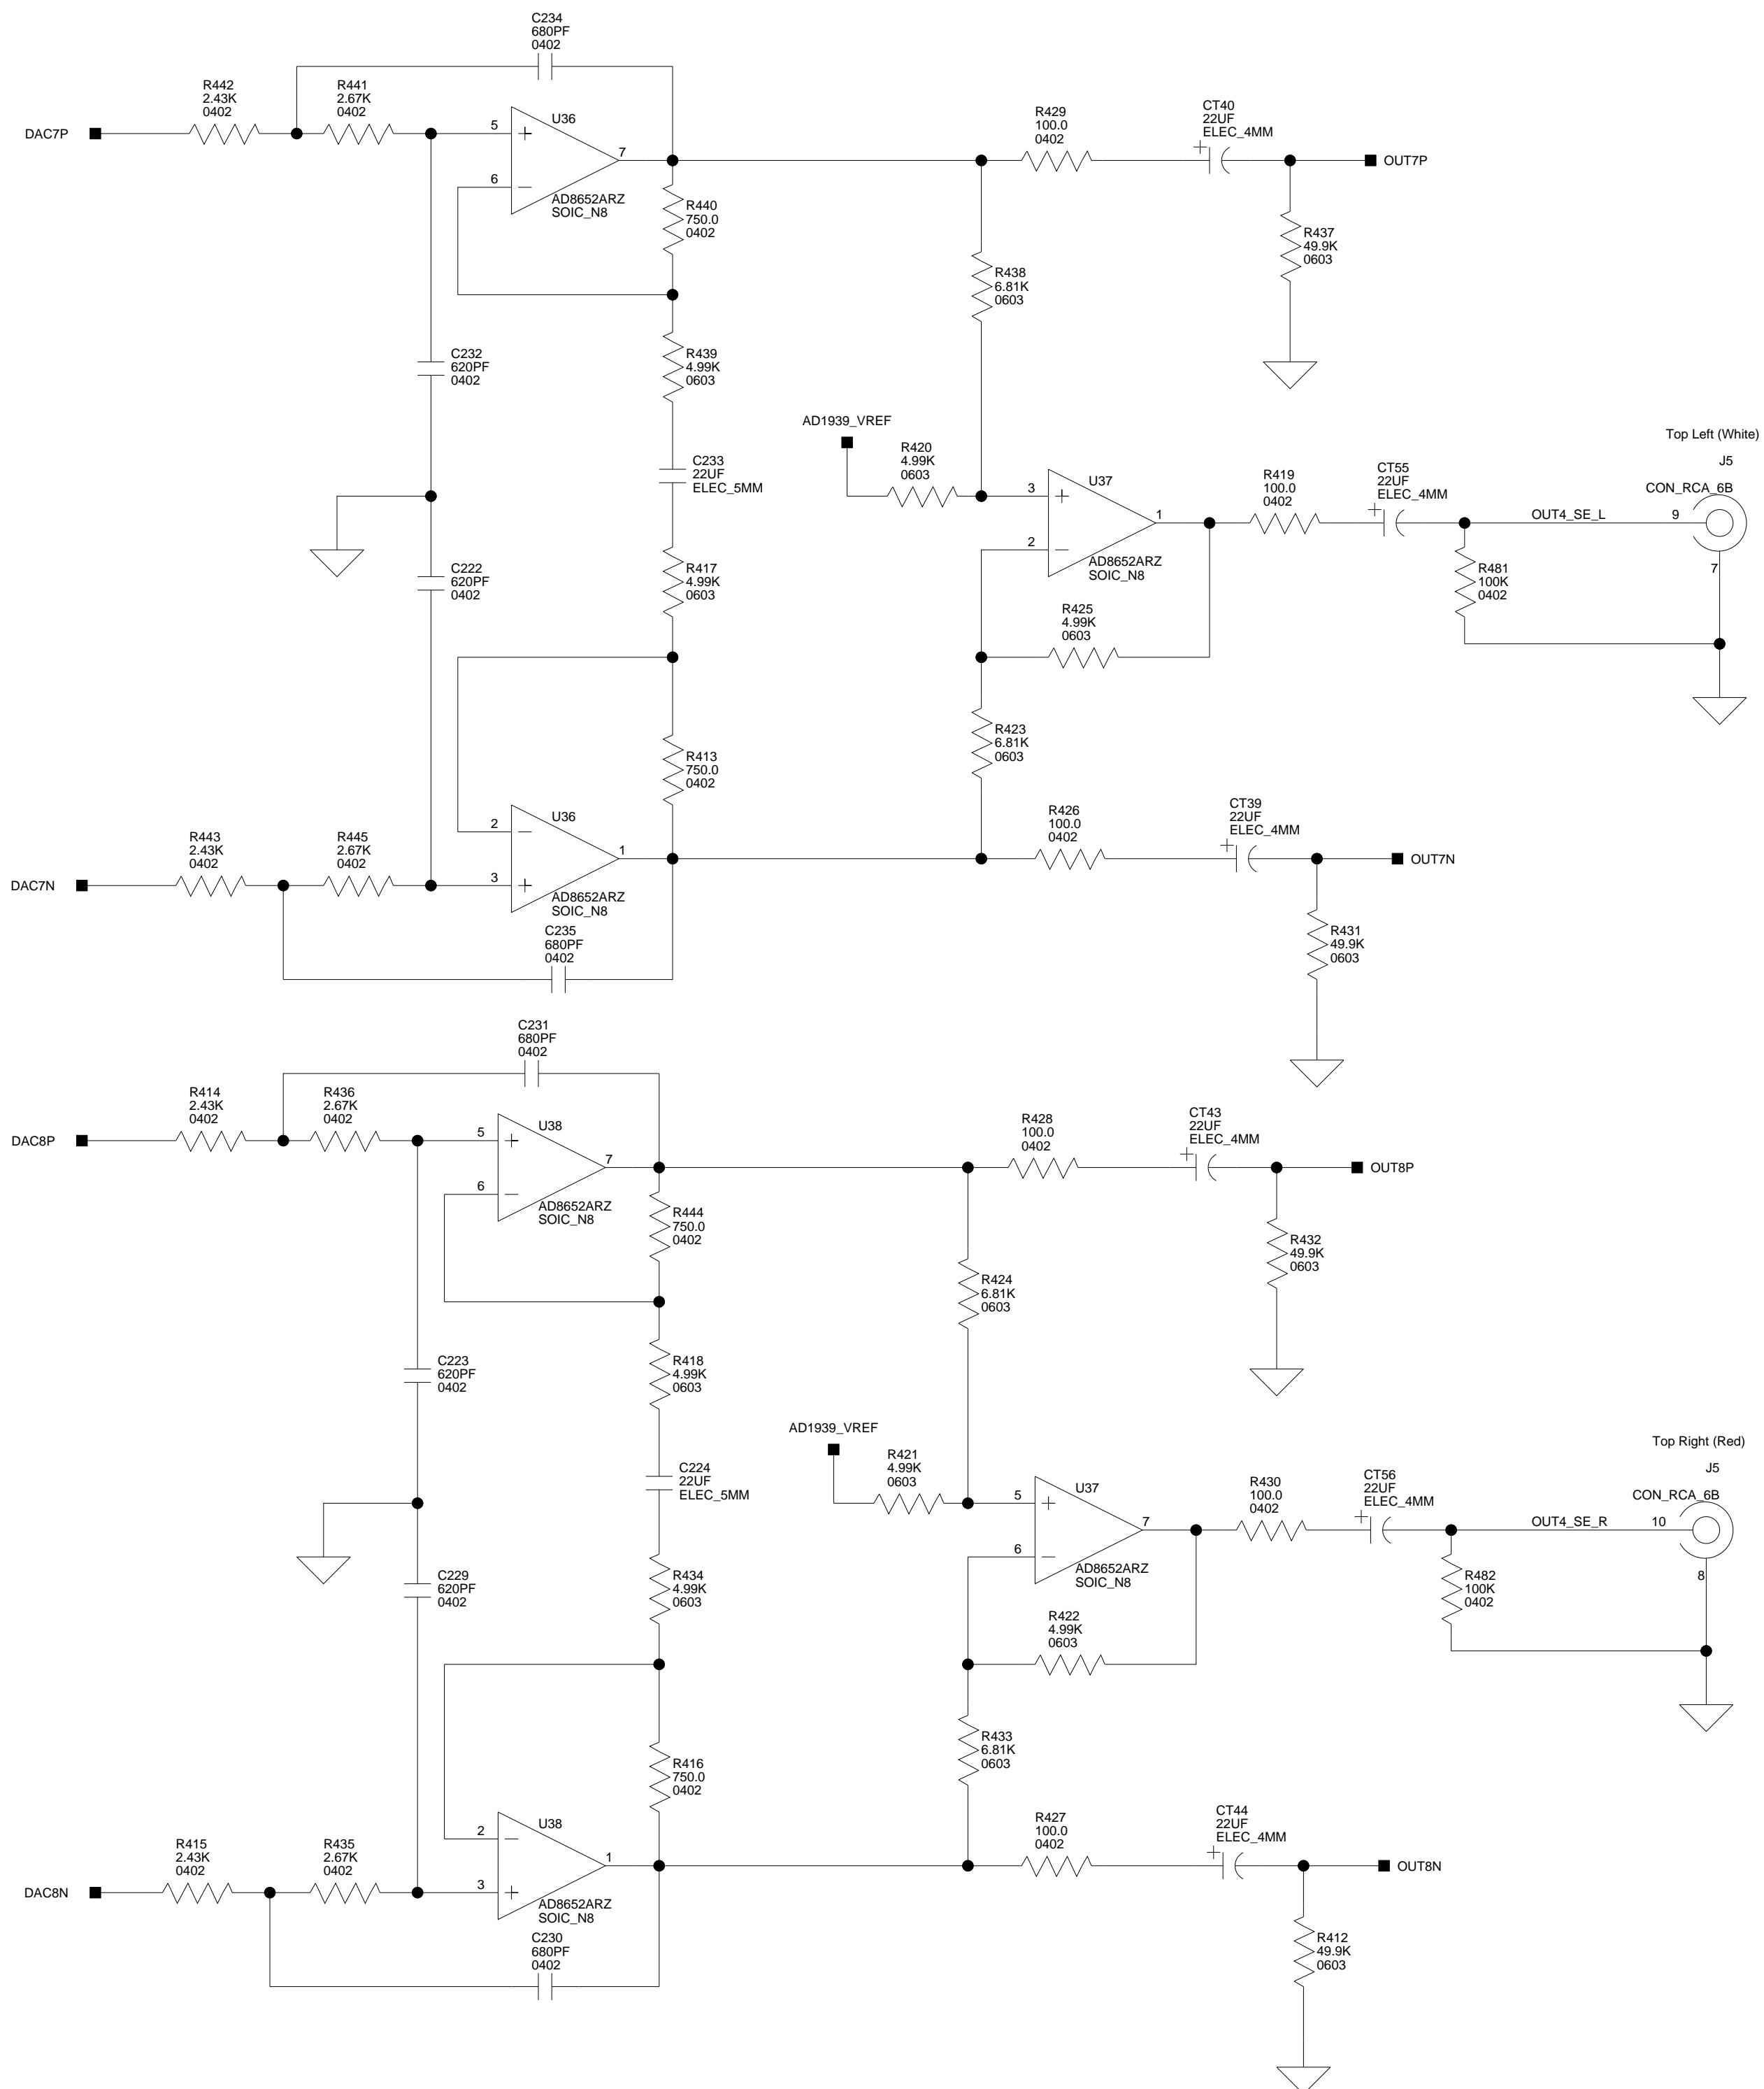 C234
680PF
0402
R442
2.43K
0402
R441
2.67K
0402
DAC7P
5
+
U36
7
6
−
AD8652ARZ
SOIC_N8
R440
750.0
0402
R429
100.0
0402
CT40
22UF
ELEC_4MM
+
OUT7P
R437
49.9K
0603
R438
6.81K
0603
C232
620PF
0402
R439
4.99K
0603
AD1939_VREF
R420
4.99K
0603
C233
22UF
ELEC_5MM
3
+
U37
1
2
−
AD8652ARZ
SOIC_N8
R419
100.0
0402
CT55
22UF
ELEC_4MM
+
Top Left (White)
J5
CON_RCA_6B
OUT4_SE_L
9
7
R481
100K
0402
C222
620PF
0402
R417
4.99K
0603
R425
4.99K
0603
R423
6.81K
0603
R413
750.0
0402
DAC7N
R443
2.43K
0402
R445
2.67K
0402
2
−
U36
1
3
+
AD8652ARZ
SOIC_N8
C235
680PF
0402
R426
100.0
0402
CT39
22UF
ELEC_4MM
+
OUT7N
R431
49.9K
0603
C231
680PF
0402
R414
2.43K
0402
R436
2.67K
0402
DAC8P
5
+
U38
7
6
−
AD8652ARZ
SOIC_N8
R444
750.0
0402
R428
100.0
0402
CT43
22UF
ELEC_4MM
+
OUT8P
R432
49.9K
0603
R424
6.81K
0603
C223
620PF
0402
R418
4.99K
0603
AD1939_VREF
R421
4.99K
0603
C224
22UF
ELEC_5MM
5
+
U37
7
6
−
AD8652ARZ
SOIC_N8
R430
100.0
0402
CT56
22UF
ELEC_4MM
+
Top Right (Red)
J5
CON_RCA_6B
OUT4_SE_R
10
8
R482
100K
0402
C229
620PF
0402
R434
4.99K
0603
R422
4.99K
0603
R433
6.81K
0603
R416
750.0
0402
DAC8N
R415
2.43K
0402
R435
2.67K
0402
2
−
U38
1
3
+
AD8652ARZ
SOIC_N8
C230
680PF
0402
R427
100.0
0402
CT44
22UF
ELEC_4MM
+
OUT8N
R412
49.9K
0603